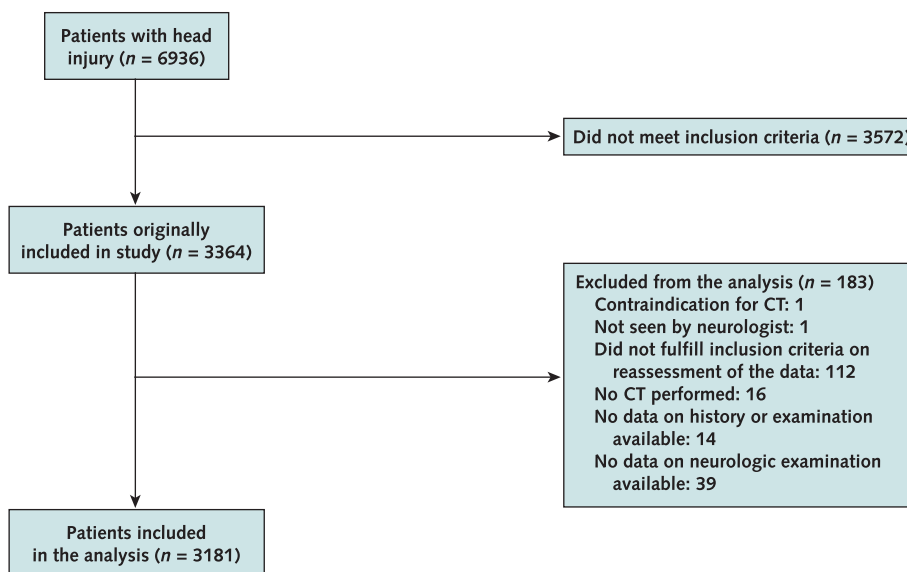 Patients with head
injury (n = 6936)
Did not meet inclusion criteria (n = 3572)
Patients originally
included in study (n = 3364)
Excluded from the analysis (n = 183)
Contraindication for CT: 1
Not seen by neurologist: 1
Did not fulfill inclusion criteria on
reassessment of the data: 112
No CT performed: 16
No data on history or examination
available: 14
No data on neurologic examination
available: 39
Patients included
in the analysis (n = 3181)